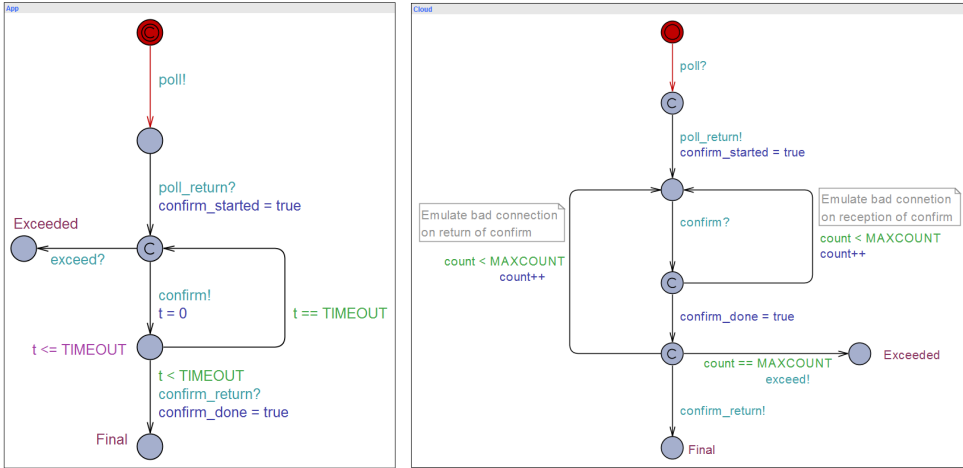 App
poll!
poll_return?
confirm_started = true
Exceeded
C
exceed?
confirm!
t = 0
t == TIMEOUT
t <= TIMEOUT
t < TIMEOUT
confirm_return?
confirm_done = true
Final
Cloud
poll?
C
poll_return!
confirm_started = true
Emulate bad connection
on return of confirm
confirm?
Emulate bad connection
on reception of confirm
count < MAXCOUNT
count++
count < MAXCOUNT
count++
C
confirm_done = true
C
Exceeded
count == MAXCOUNT
exceed!
confirm_return!
Final